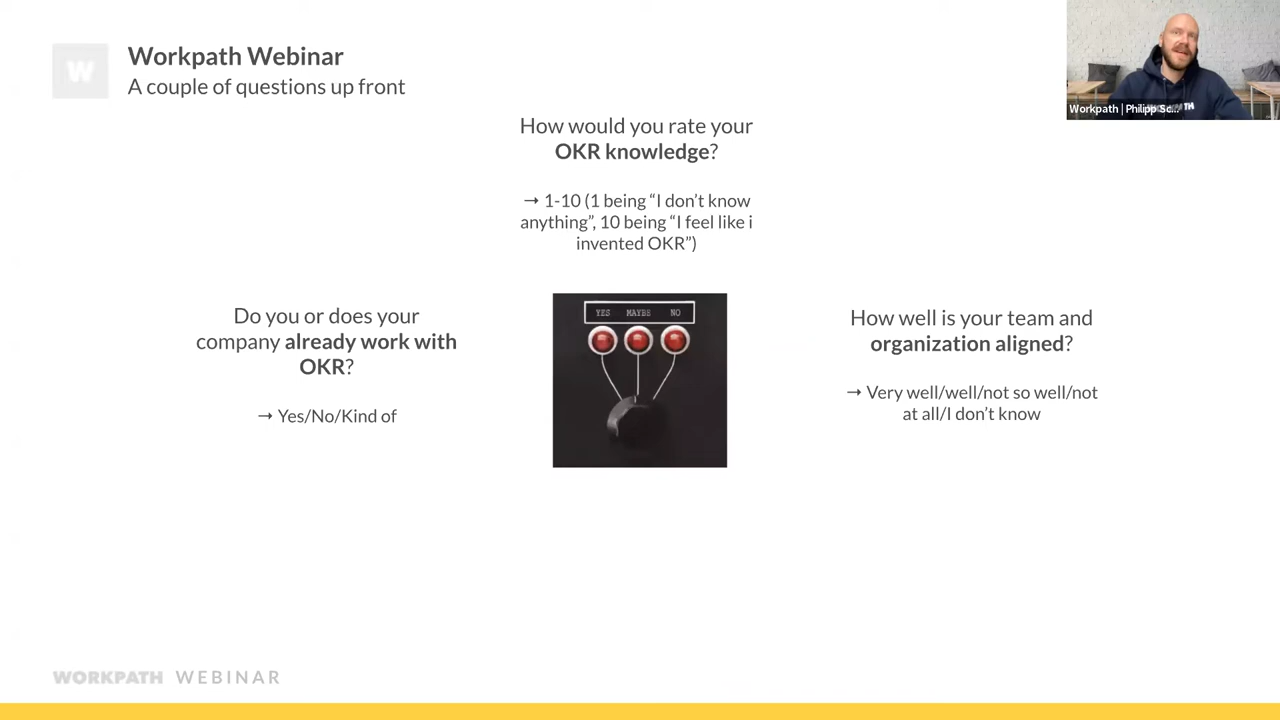 W
Workpath Webinar
A couple of questions up front
Workpath | Philipp Sc...
How would you rate your
OKR knowledge?
→ 1-10 (1 being “I don’t know
anything”, 10 being “I feel like i
invented OKR”)
Do you or does your
company already work with
OKR?
→ Yes/No/Kind of
YES MAYBE NO
How well is your team and
organization aligned?
→ Very well/well/not so well/not
at all/I don’t know
WORKPATH WEBINAR